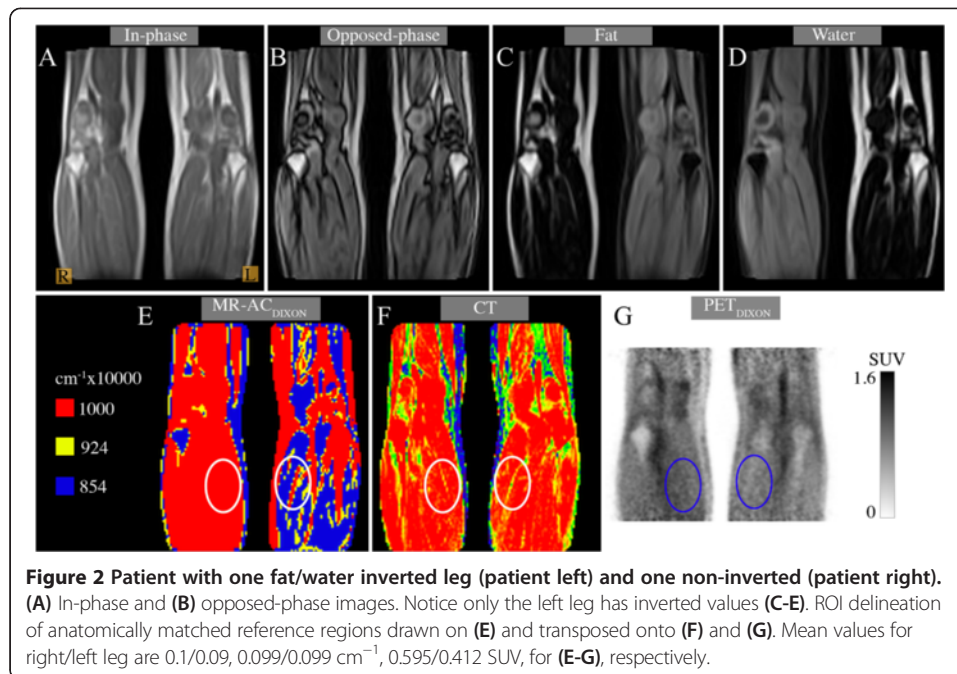 A In-phase
B Opposed-phase
C Fat
D Water
R L
E MR-AC_DIXON
F CT
G PET_DIXON
cm⁻¹x10000
1000
924
854
SUV
1.6
0
Figure 2 Patient with one fat/water inverted leg (patient left) and one non-inverted (patient right).
(A) In-phase and (B) opposed-phase images. Notice only the left leg has inverted values (C-E). ROI delineation
of anatomically matched reference regions drawn on (E) and transposed onto (F) and (G). Mean values for
right/left leg are 0.1/0.09, 0.099/0.099 cm⁻¹, 0.595/0.412 SUV, for (E-G), respectively.